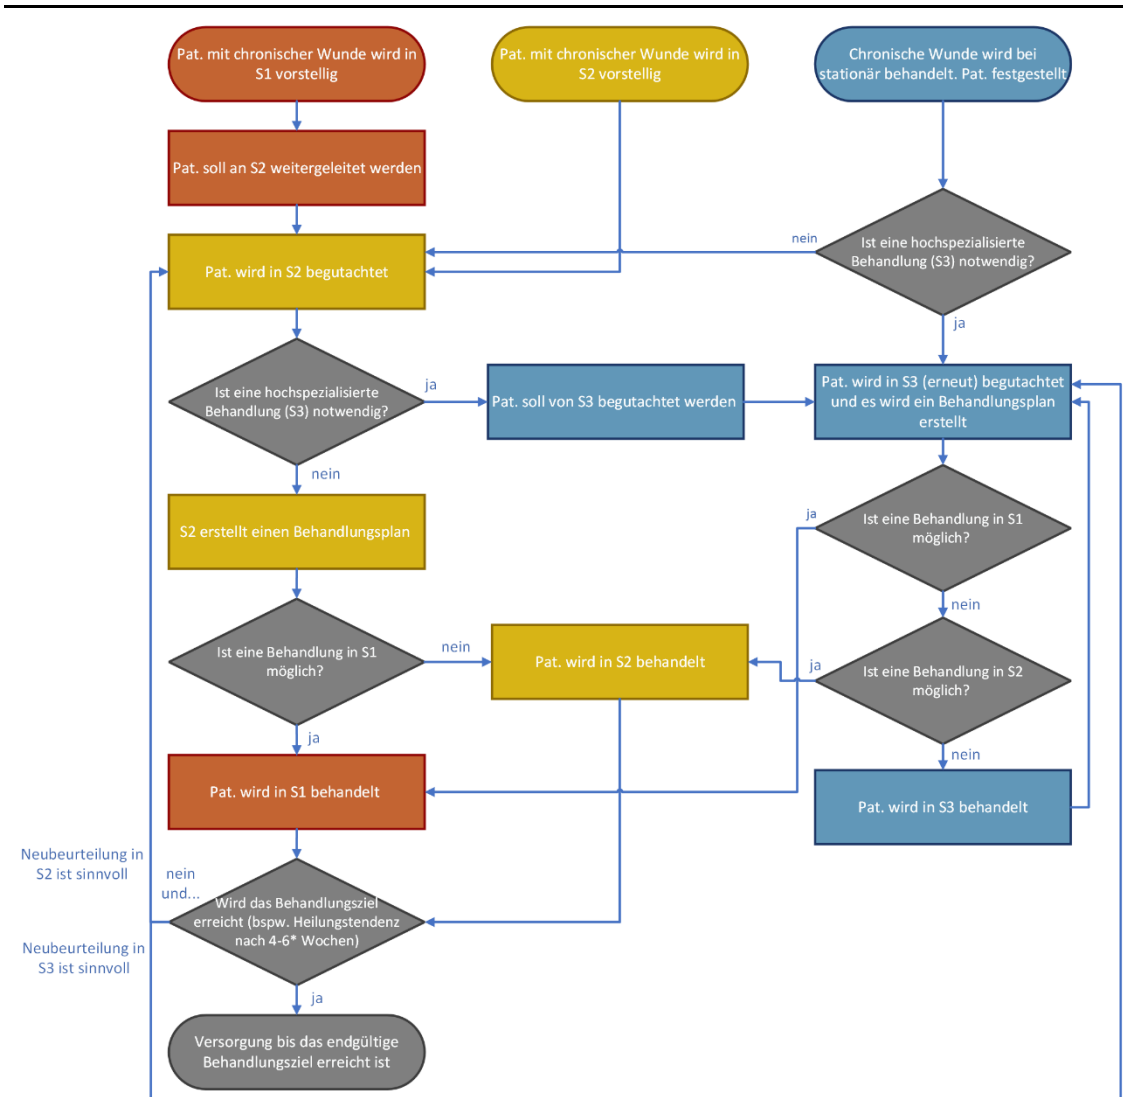 Pat. mit chronischer Wunde wird in
S1 vorstellig
Pat. mit chronischer Wunde wird in
S2 vorstellig
Chronische Wunde wird bei
stationär behandelt. Pat. festgestellt
Pat. soll an S2 weitergeleitet werden
Pat. wird in S2 begutachtet
nein
Ist eine hochspezialisierte
Behandlung (S3) notwendig?
ja
Ist eine hochspezialisierte
Behandlung (S3) notwendig?
ja
Pat. soll von S3 begutachtet werden
Pat. wird in S3 (erneut) begutachtet
und es wird ein Behandlungsplan
erstellt
nein
S2 erstellt einen Behandlungsplan
ja
Ist eine Behandlung in S1
möglich?
nein
Ist eine Behandlung in S1
möglich?
nein
Pat. wird in S2 behandelt
ja
Ist eine Behandlung in S2
möglich?
ja
nein
Pat. wird in S1 behandelt
Pat. wird in S3 behandelt
Neubeurteilung in
S2 ist sinnvoll
nein
und...
Wird das Behandlungsziel
erreicht (bspw. Heilungstendenz
nach 4-6* Wochen)
Neubeurteilung in
S3 ist sinnvoll
ja
Versorgung bis das endgültige
Behandlungsziel erreicht ist